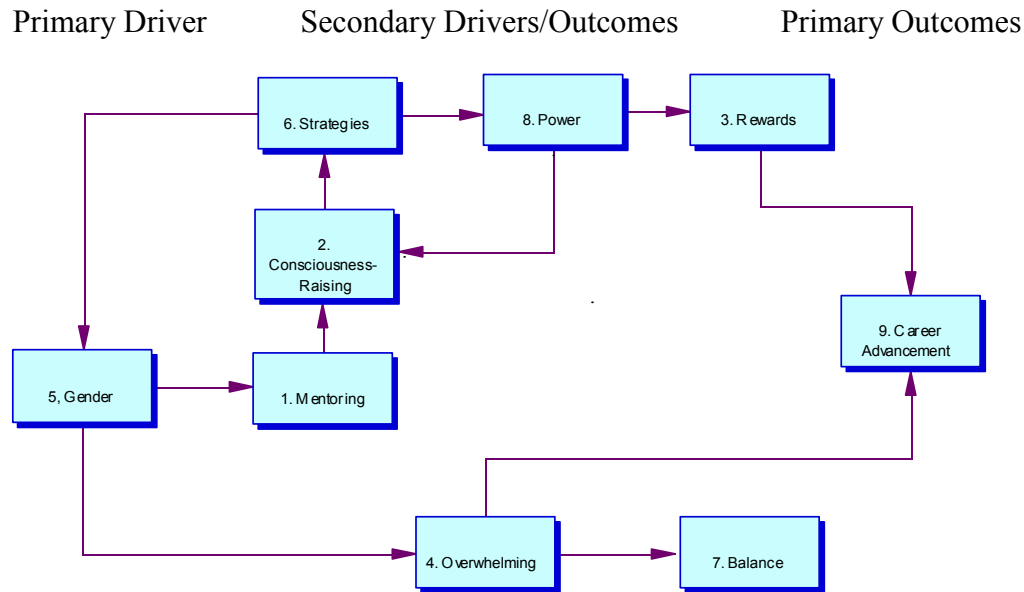 Primary Driver
Secondary Drivers/Outcomes
Primary Outcomes
6. Strategies
8. Power
3. Rewards
2.
Consciousness-
Raising
9. Career
Advancement
5, Gender
1. Mentoring
4. Overwhelming
7. Balance